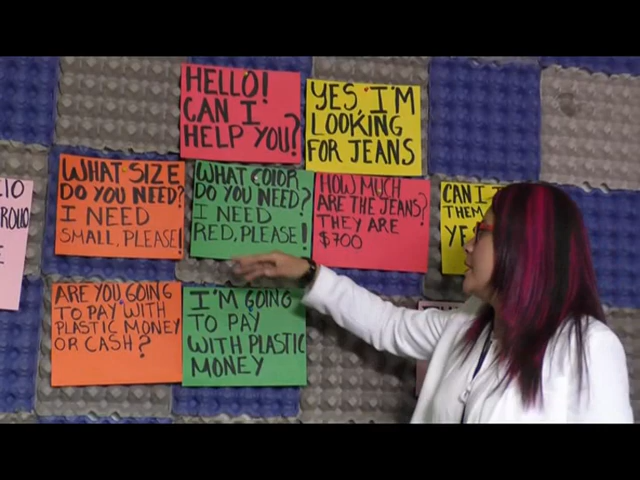 HELLO!
CAN I
HELP YOU?
YES, I'M
LOOKING
FOR JEANS
WHAT SIZE
DO YOU NEED?
I NEED
SMALL, PLEASE!
WHAT COLOR
DO YOU NEED?
I NEED
RED, PLEASE!
HOW MUCH
ARE THE JEANS?
THEY ARE
$700
CAN I
THEM
ARE YOU GOING
TO PAY WITH
PLASTIC MONEY
OR CASH?
I'M GOING
TO PAY
WITH PLASTIC
MONEY